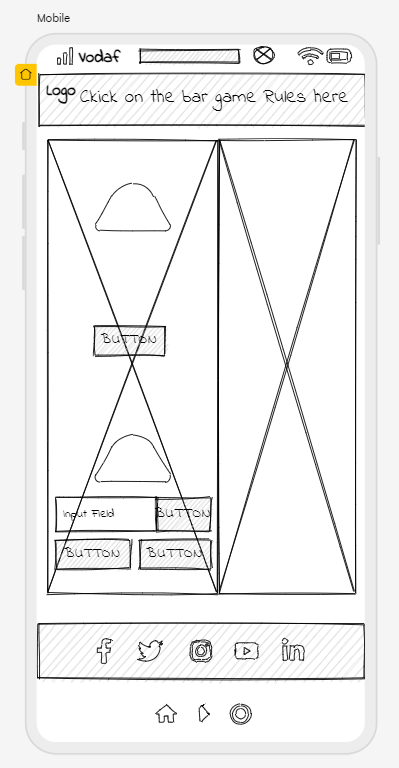 Mobile
vodaf
Logo Ckick on the bar game Rules here
BUTTON
Input Field BUTTON
BUTTON BUTTON